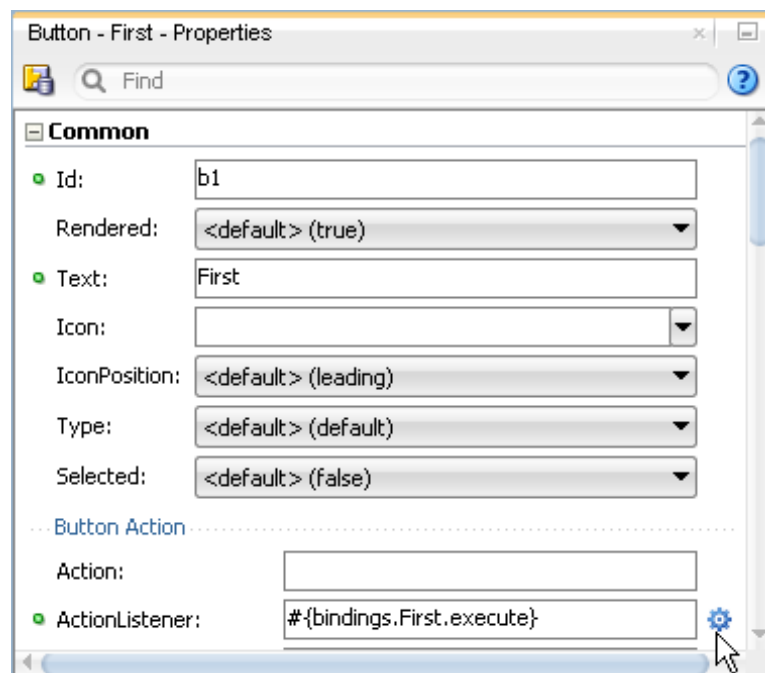 Button - First - Properties
Find
Common
Id: b1
Rendered: <default> (true)
Text: First
Icon:
IconPosition: <default> (leading)
Type: <default> (default)
Selected: <default> (false)
Button Action
Action:
ActionListener: #{bindings.First.execute}